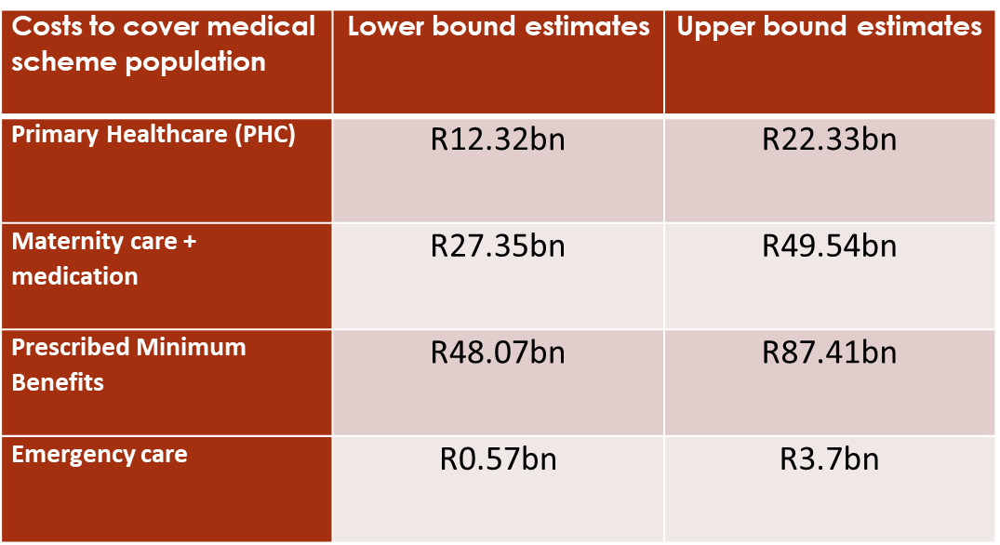 Costs to cover medical
scheme population
Lower bound estimates
Upper bound estimates
Primary Healthcare (PHC)
R12.32bn
R22.33bn
Maternity care +
medication
R27.35bn
R49.54bn
Prescribed Minimum
Benefits
R48.07bn
R87.41bn
Emergency care
R0.57bn
R3.7bn